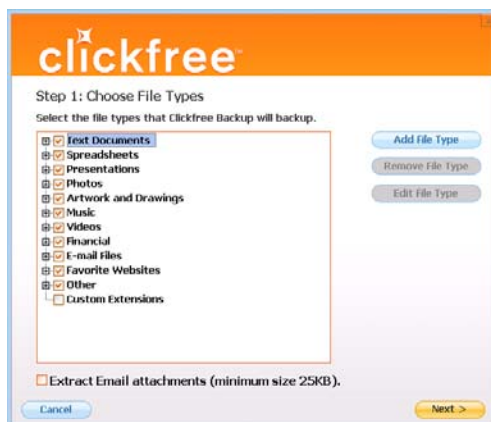 clickfree™
Step 1: Choose File Types
Select the file types that Clickfree Backup will backup.
Text Documents
Spreadsheets
Presentations
Photos
Artwork and Drawings
Music
Videos
Financial
E-mail Files
Favorite Websites
Other
Custom Extensions
Add File Type
Remove File Type
Edit File Type
Extract Email attachments (minimum size 25KB).
Cancel
Next >